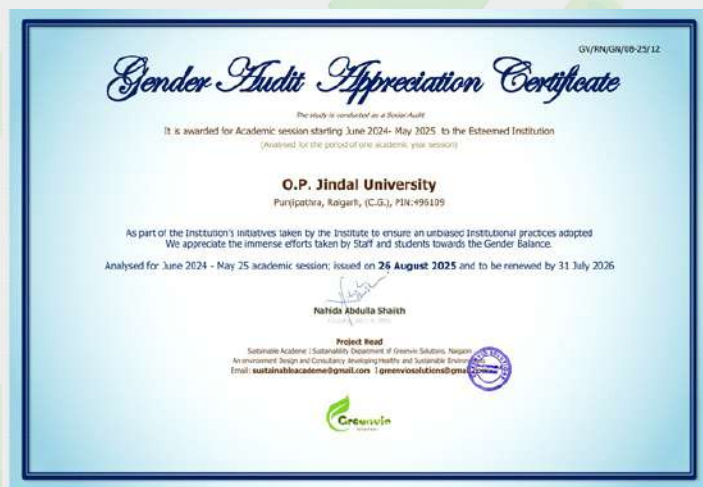 GV/RN/GN/08-25/12
Gender Audit Appreciation Certificate
The study is conducted as a Social Audit
It is awarded for Academic session starting June 2024- May 2025 to the Esteemed Institution
(Analysed for the period of one academic year session)
O.P. Jindal University
Punjipathra, Raigarh, (C.G.), PIN:496109
As part of the Institution's initiatives taken by the Institute to ensure an unbiased Institutional practices adopted
We appreciate the immense efforts taken by Staff and students towards the Gender Balance.
Analysed for June 2024 - May 25 academic session; issued on 26 August 2025 and to be renewed by 31 July 2026
Nahida Abdulla Shaikh
Project Head
Sustainable Academe | Sustainability Department of Greenvio Solutions, Naigaon
An environment Design and Consultancy developing Healthy and Sustainable
Email: sustainableacademe@gmail.com | greenviosolutions@gmail
Greenvio